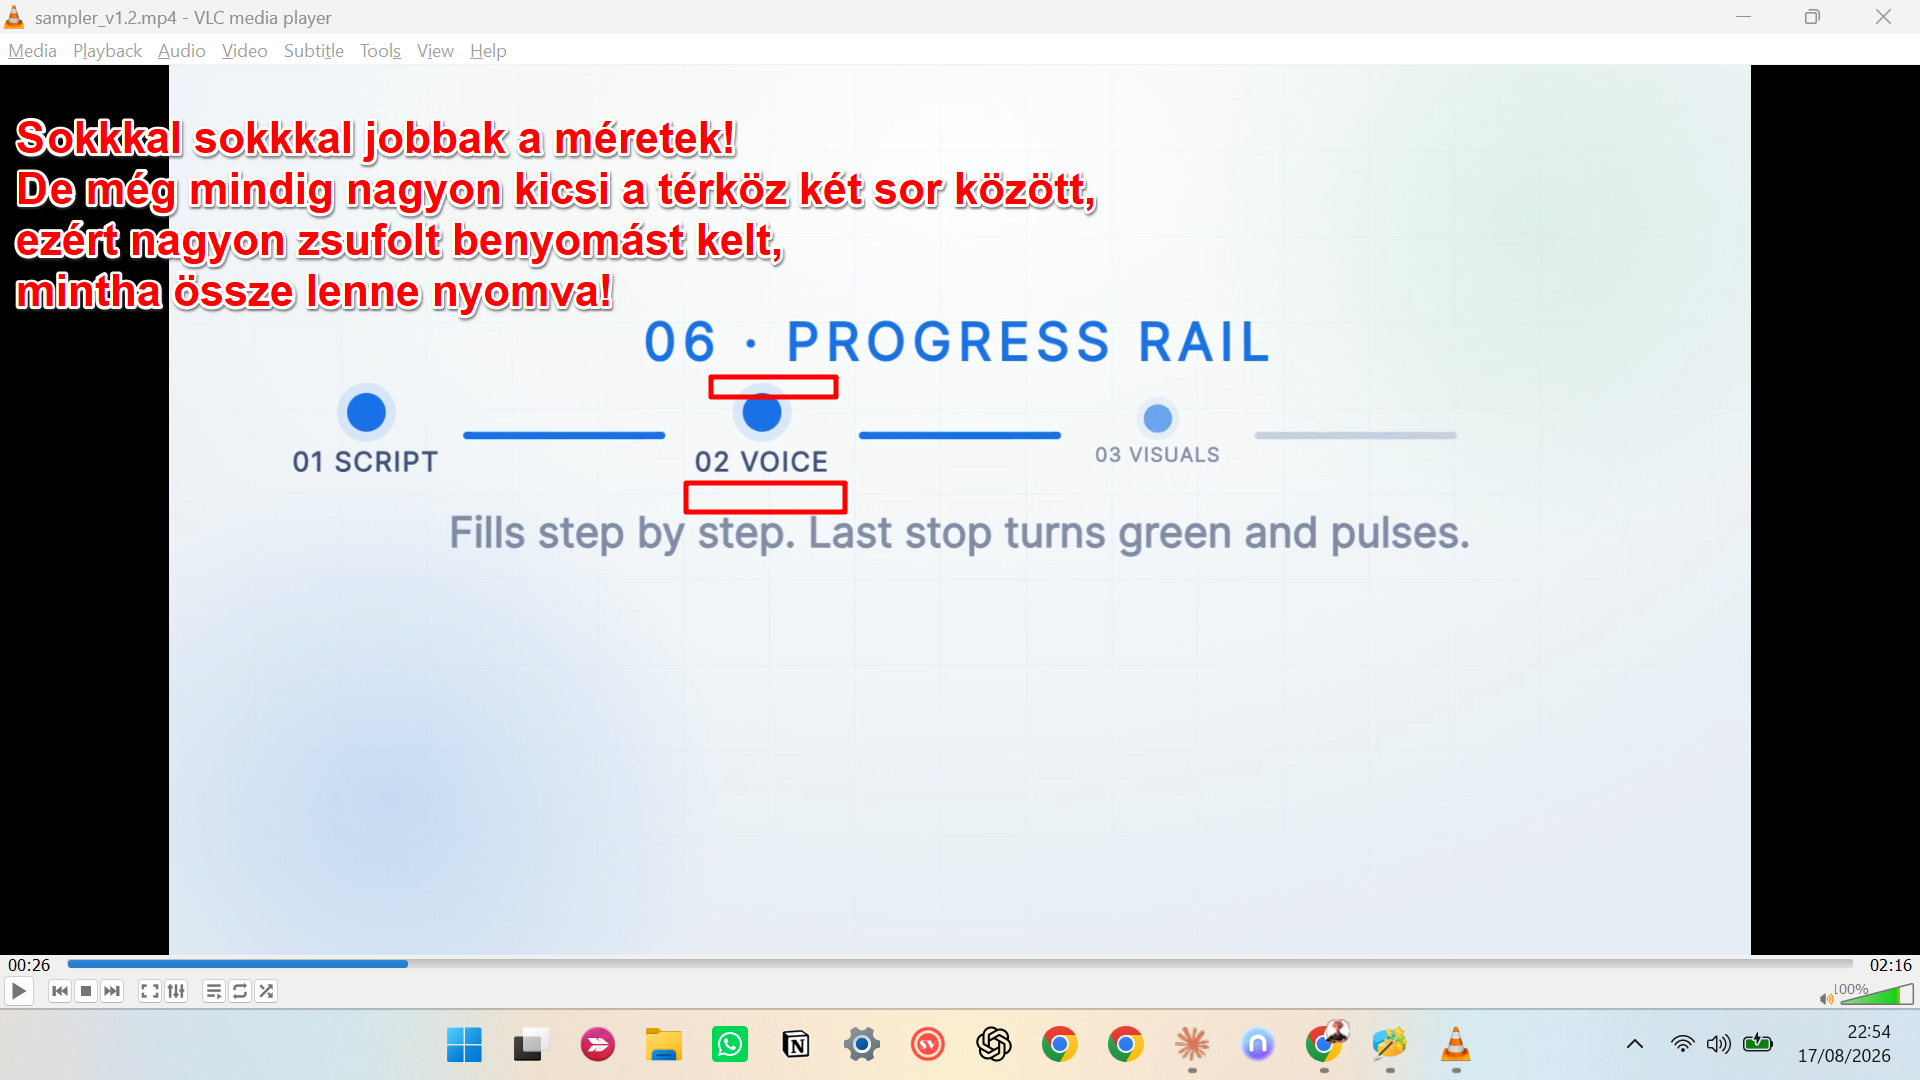 sampler_v1.2.mp4 - VLC media player
Media Playback Audio Video Subtitle Tools View Help
Sokkkal sokkkal jobbak a méretek!
De még mindig nagyon kicsi a térköz két sor között,
ezért nagyon zsufolt benyomást kelt,
mintha össze lenne nyomva!
06 · PROGRESS RAIL
01 SCRIPT
02 VOICE
03 VISUALS
Fills step by step. Last stop turns green and pulses.
00:26
02:16
100%
22:54
17/08/2026